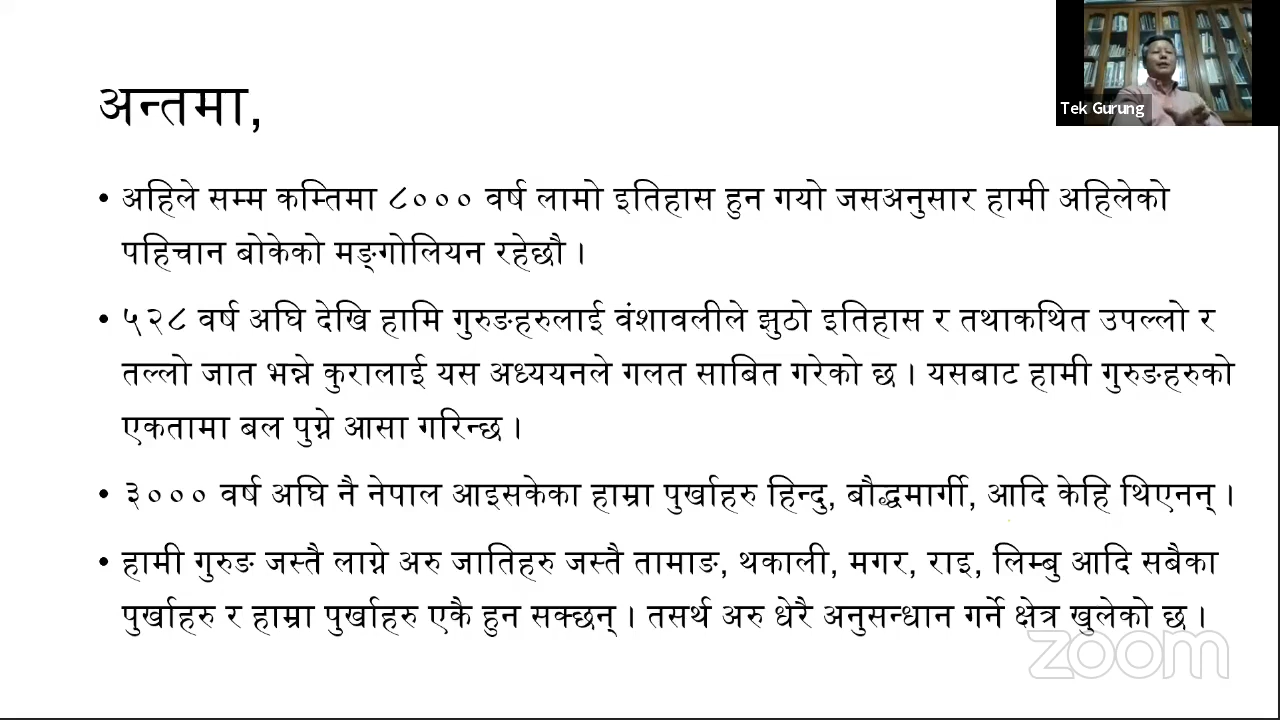 अन्तमा,
• अहिले सम्म कम्तिमा ८००० वर्ष लामो इतिहास हुन गयो जसअनुसार हामी अहिलेको
पहिचान बोकेको मङ्गोलियन रहेछौ ।
• ५२८ वर्ष अघि देखि हामि गुरुङहरुलाई वंशावलीले झुठो इतिहास र तथाकथित उपल्लो र
तल्लो जात भन्ने कुरालाई यस अध्ययनले गलत साबित गरेको छ । यसबाट हामी गुरुङहरुको
एकतामा बल पुग्ने आसा गरिन्छ ।
• ३००० वर्ष अघि नै नेपाल आइसकेका हाम्रा पुर्खाहरु हिन्दु, बौद्धमार्गी, आदि केहि थिएनन् ।
• हामी गुरुङ जस्तै लाग्ने अरु जातिहरु जस्तै तामाङ, थकाली, मगर, राइ, लिम्बु आदि सबैका
पुर्खाहरु र हाम्रा पुर्खाहरु एकै हुन सक्छन् । तसर्थ अरु धेरै अनुसन्धान गर्ने क्षेत्र खुलेको छ ।
Tek Gurung
zoom